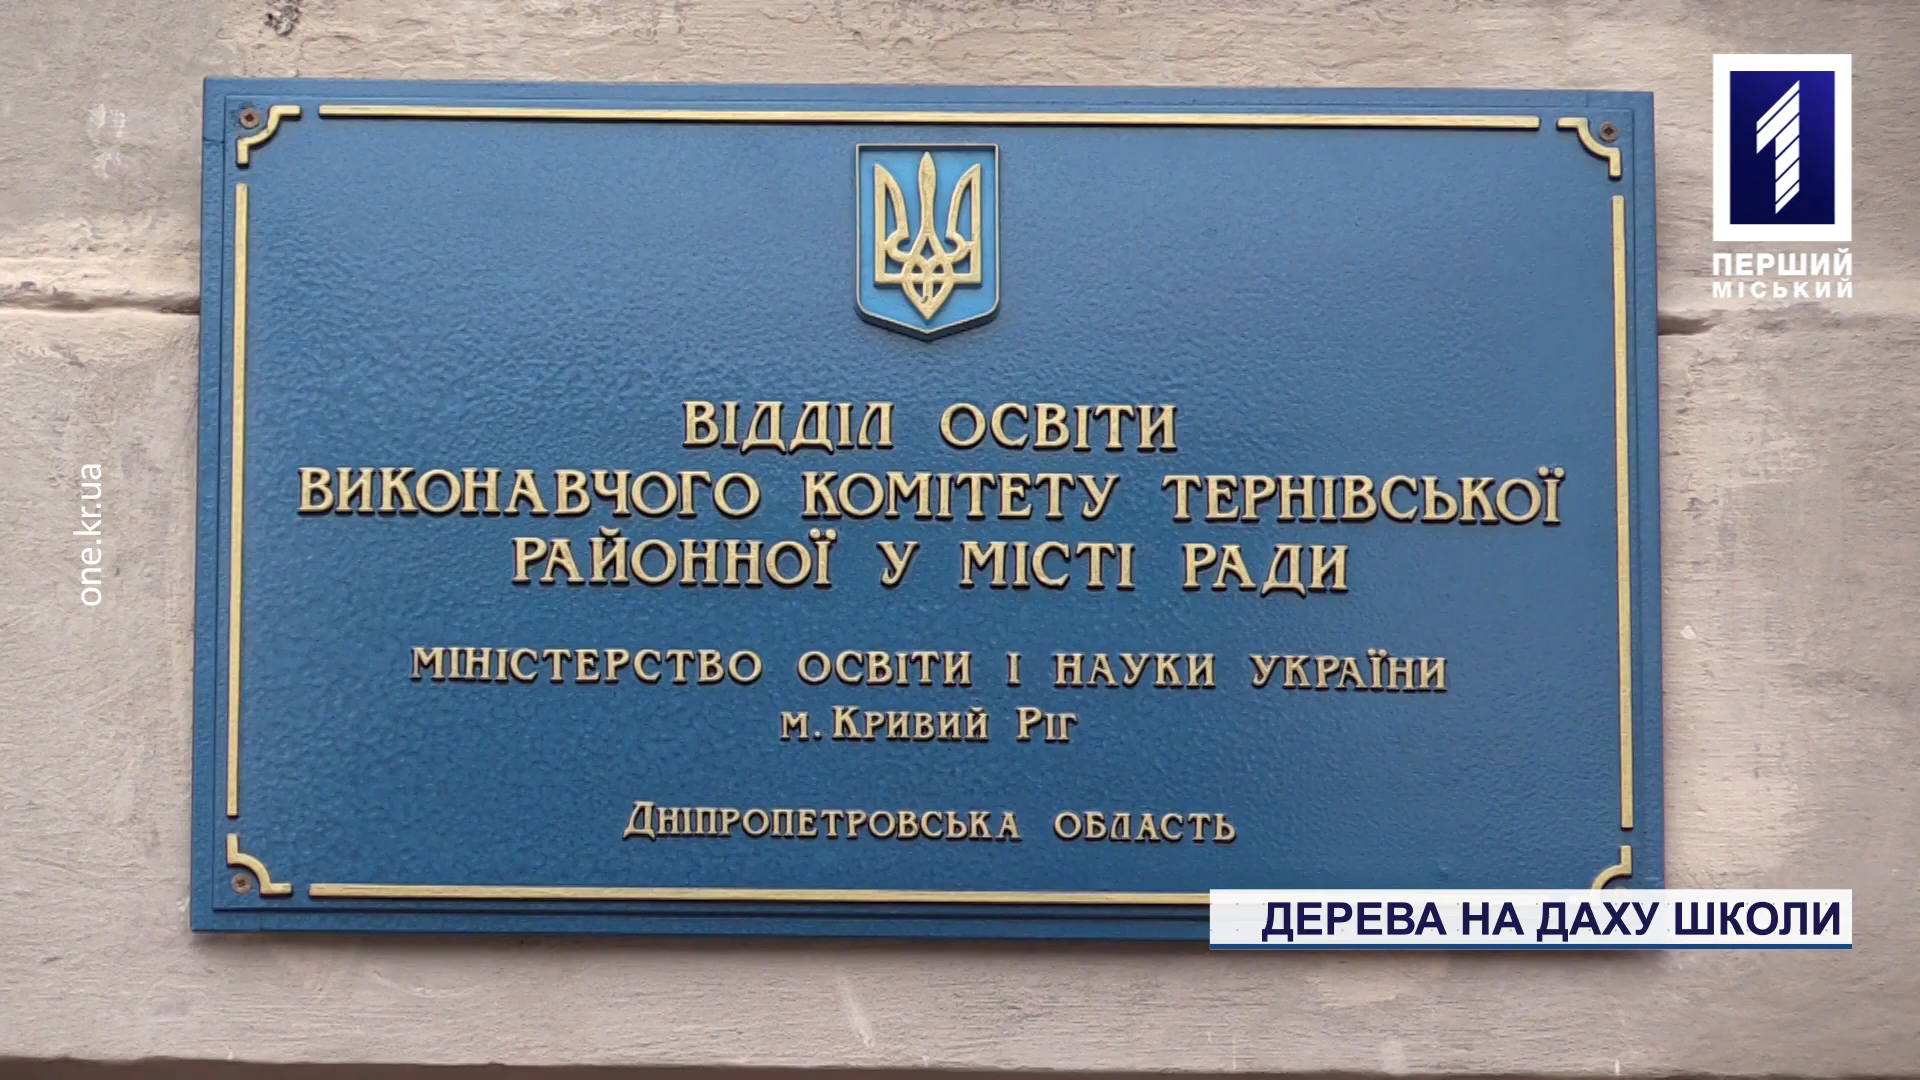 ПЕРШИЙ
МІСЬКИЙ
ВІДДІЛ ОСВІТИ
ВИКОНАВЧОГО КОМІТЕТУ ТЕРНІВСЬКОЇ
РАЙОННОЇ У МІСТІ РАДИ
МІНІСТЕРСТВО ОСВІТИ І НАУКИ УКРАЇНИ
м. Кривий Ріг
Дніпропетровська область
one.kr.ua
ДЕРЕВА НА ДАХУ ШКОЛИ